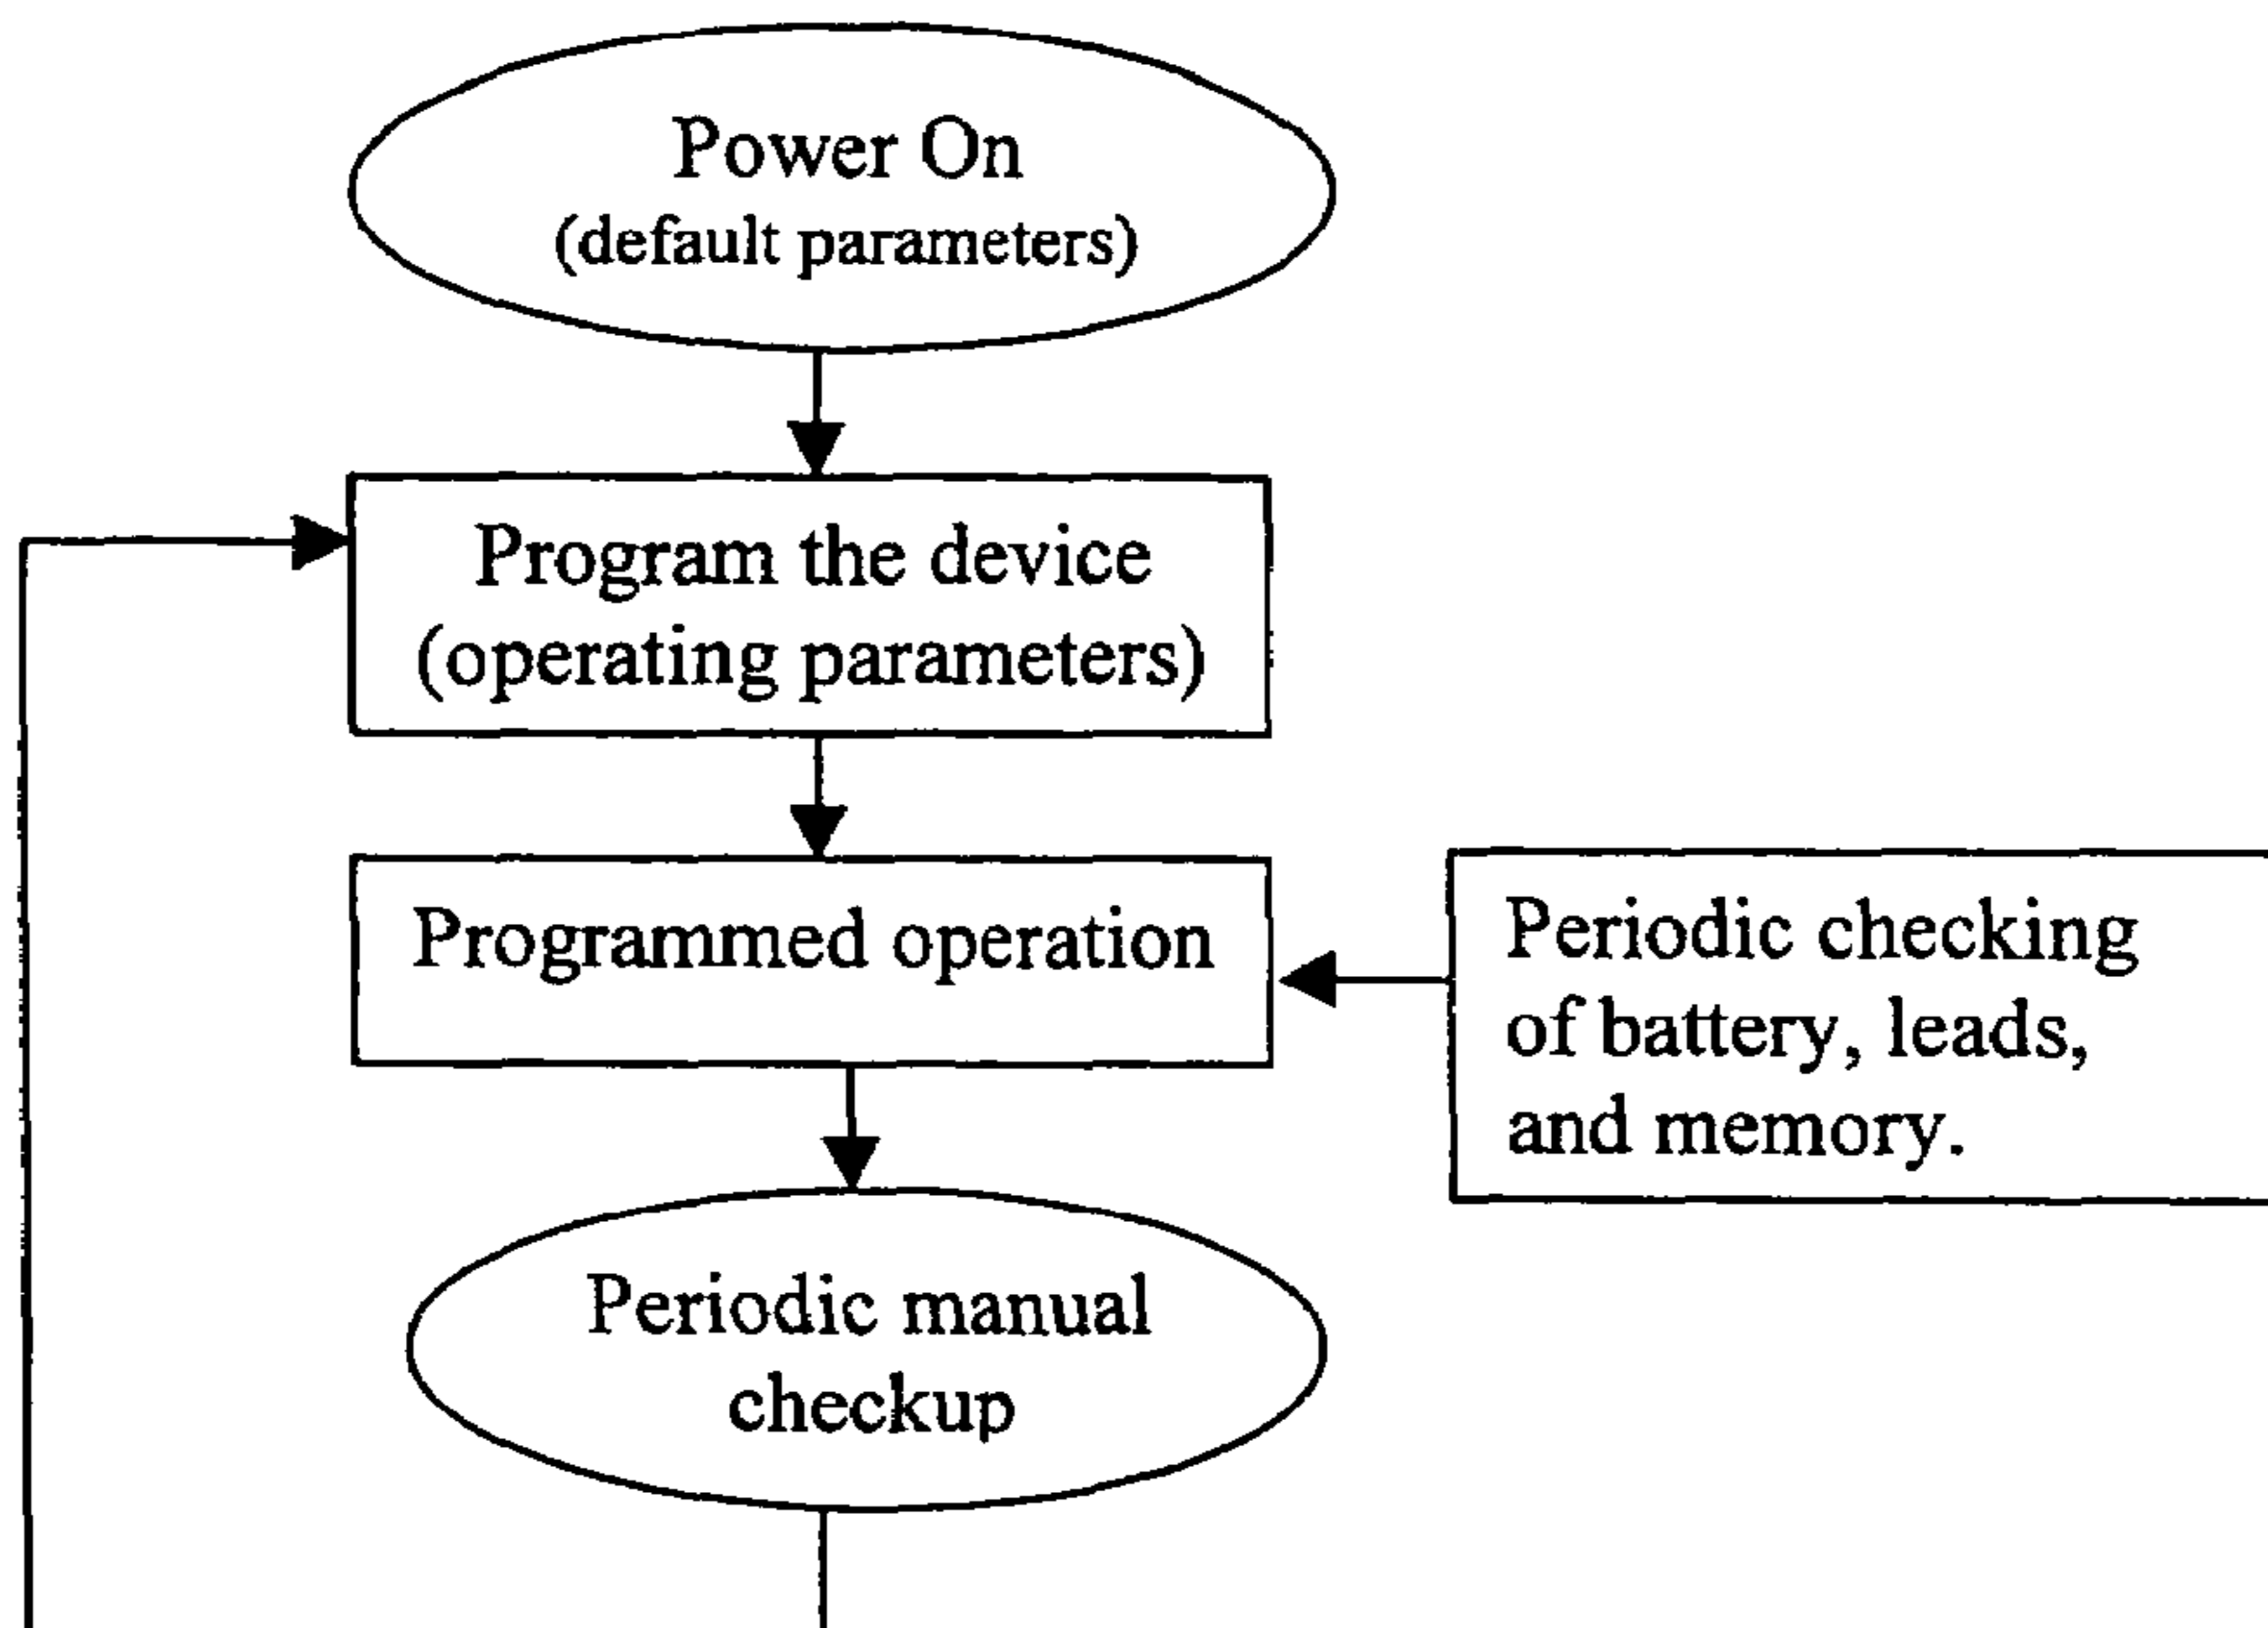 Power On
(default parameters)
Program the device
(operating parameters)
Programmed operation
Periodic checking
of battery, leads,
and memory.
Periodic manual
checkup